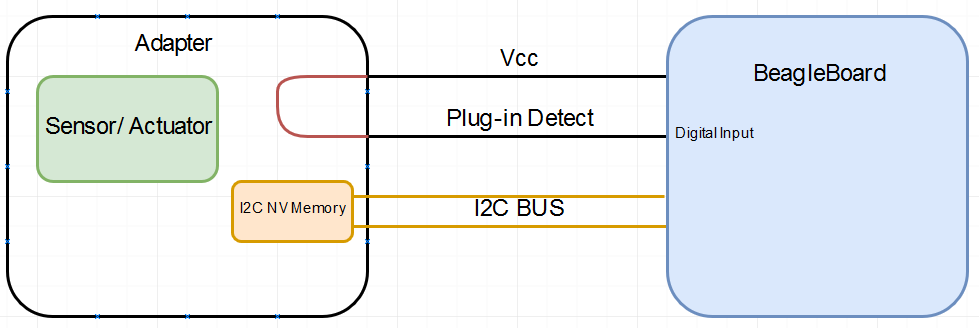 Adapter
Vcc
BeagleBoard
Sensor/ Actuator
Plug-in Detect
Digital Input
I2C NV Memory
I2C BUS